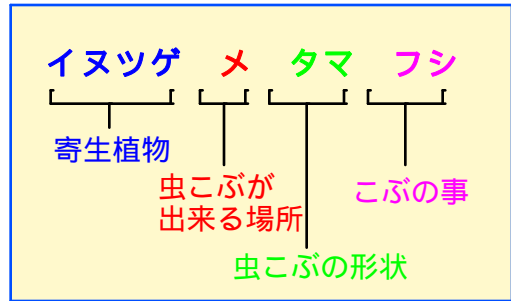 イヌツゲ メ タマ フシ
寄生植物
虫こぶが
出来る場所
こぶの事
虫こぶの形状